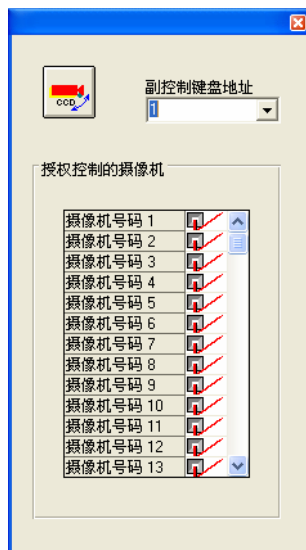 CCD
副控制键盘地址
1
授权控制的摄像机
摄像机号码 1
摄像机号码 2
摄像机号码 3
摄像机号码 4
摄像机号码 5
摄像机号码 6
摄像机号码 7
摄像机号码 8
摄像机号码 9
摄像机号码 10
摄像机号码 11
摄像机号码 12
摄像机号码 13